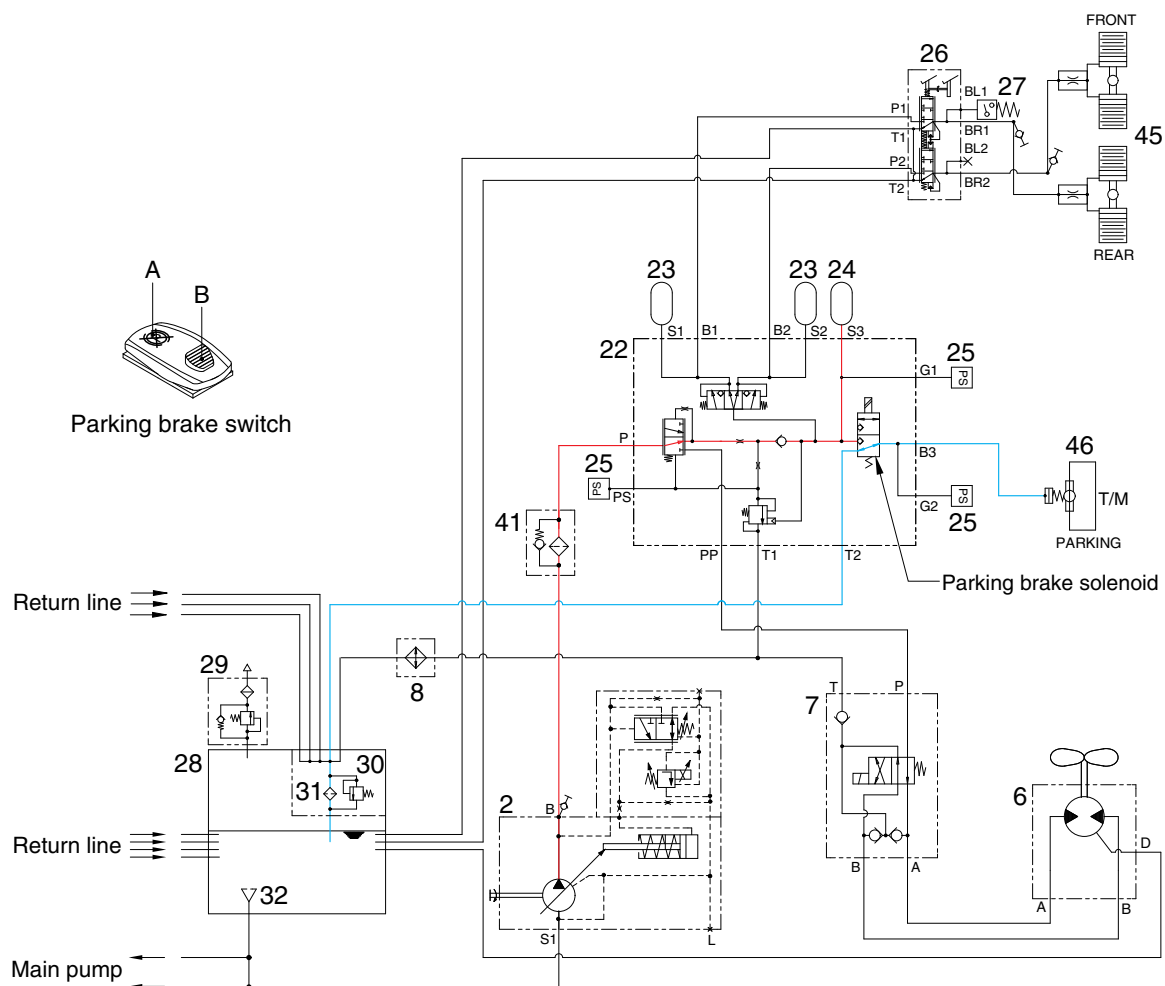 FRONT
26
BL1
27
P1
BR1
T1
BL2
45
P2
T2
BR2
REAR
A
B
Parking brake switch
23
23
24
S1
B1
B2
S2
S3
22
25
G1
PS
P
B3
46
25
PS
PS
PS
G2
25
T/M
PARKING
41
PP
T1
T2
Parking brake solenoid
Return line
29
8
T
P
7
28
30
31
2
B
6
Return line
D
32
B
A
A
B
S1
L
Main pump